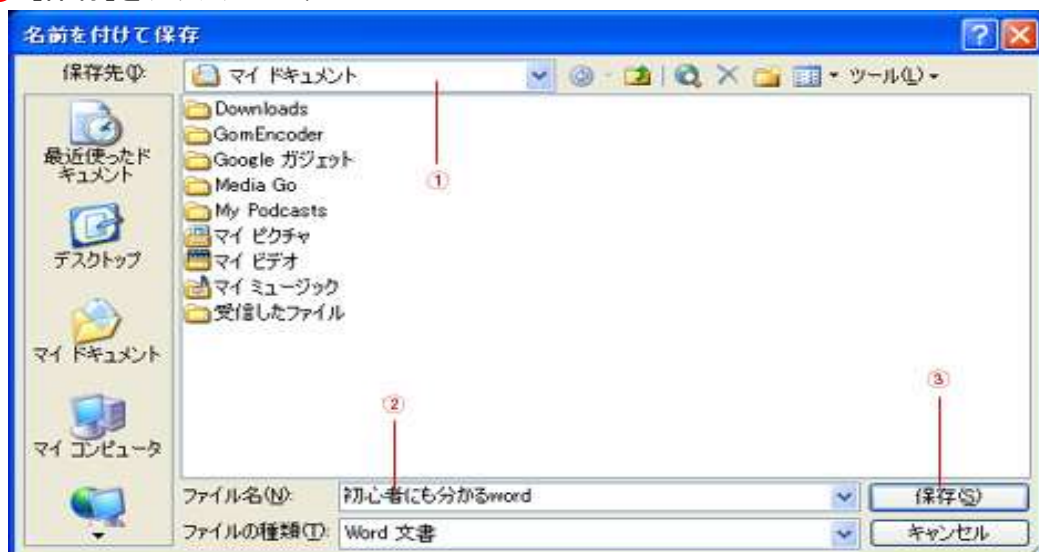 名前を付けて保存
保存先(I):
マイ ドキュメント
ツール(L)
最近使ったド
キュメント
デスクトップ
マイ ドキュメント
マイ コンピュータ
Downloads
GomEncoder
Google ガジェット
Media Go
My Podcasts
マイ ピクチャ
マイ ビデオ
マイ ミュージック
受信したファイル
①
②
③
ファイル名(N):
初心者にも分かるword
保存(S)
ファイルの種類(T):
Word 文書
キャンセル